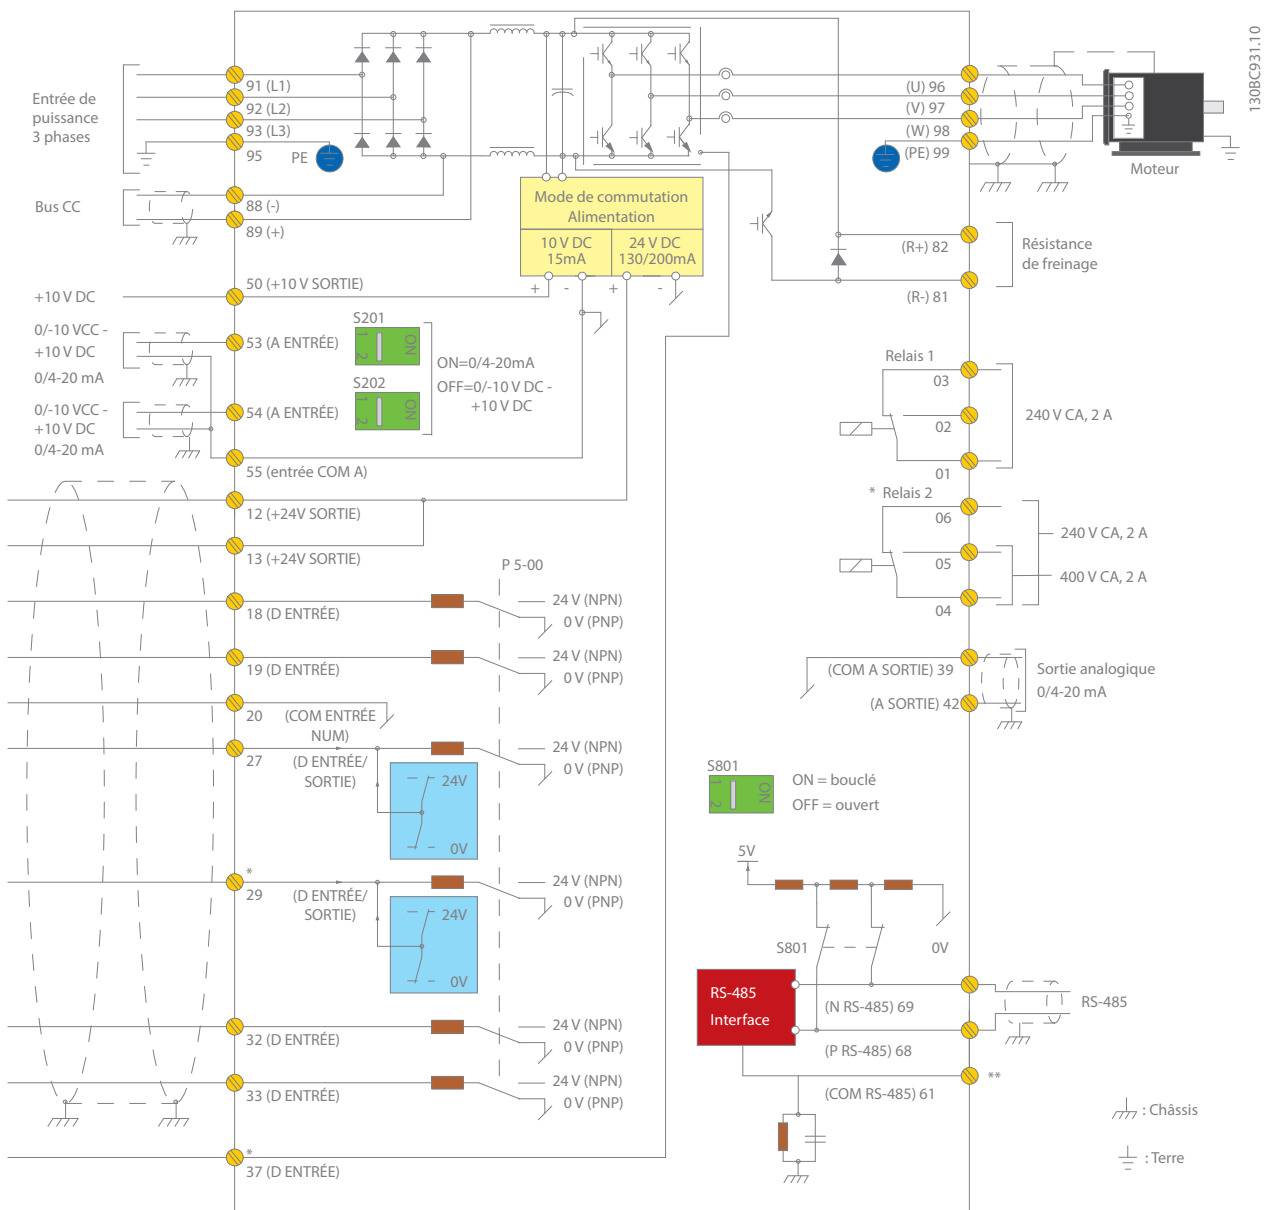 130BC931.10
Entrée de
puissance
3 phases
91 (L1)
92 (L2)
93 (L3)
95
PE
Bus CC
88 (-)
89 (+)
Mode de commutation
Alimentation
10 V DC
15mA
24 V DC
130/200mA
+ - + -
(U) 96
(V) 97
(W) 98
(PE) 99
Moteur
(R+) 82
(R-) 81
Résistance
de freinage
+10 V DC
50 (+10 V SORTIE)
0/-10 VCC -
+10 V DC
0/4-20 mA
53 (A ENTRÉE)
0/-10 VCC -
+10 V DC
0/4-20 mA
54 (A ENTRÉE)
55 (entrée COM A)
S201
1 2 ON
S202
1 2 ON
ON=0/4-20mA
OFF=0/-10 V DC -
+10 V DC
12 (+24V SORTIE)
13 (+24V SORTIE)
P 5-00
18 (D ENTRÉE)
24 V (NPN)
0 V (PNP)
19 (D ENTRÉE)
24 V (NPN)
0 V (PNP)
20
(COM ENTRÉE
NUM)
27
(D ENTRÉE/
SORTIE)
24 V (NPN)
0 V (PNP)
24V
0V
*
29
(D ENTRÉE/
SORTIE)
24 V (NPN)
0 V (PNP)
24V
0V
32 (D ENTRÉE)
24 V (NPN)
0 V (PNP)
33 (D ENTRÉE)
24 V (NPN)
0 V (PNP)
*
37 (D ENTRÉE)
Relais 1
03
02
01
240 V CA, 2 A
* Relais 2
06
05
04
240 V CA, 2 A
400 V CA, 2 A
(COM A SORTIE) 39
(A SORTIE) 42
Sortie analogique
0/4-20 mA
S801
1 2 ON
ON = bouclé
OFF = ouvert
5V
S801
0V
RS-485
Interface
(N RS-485) 69
(P RS-485) 68
(COM RS-485) 61
RS-485
**
: Châssis
: Terre